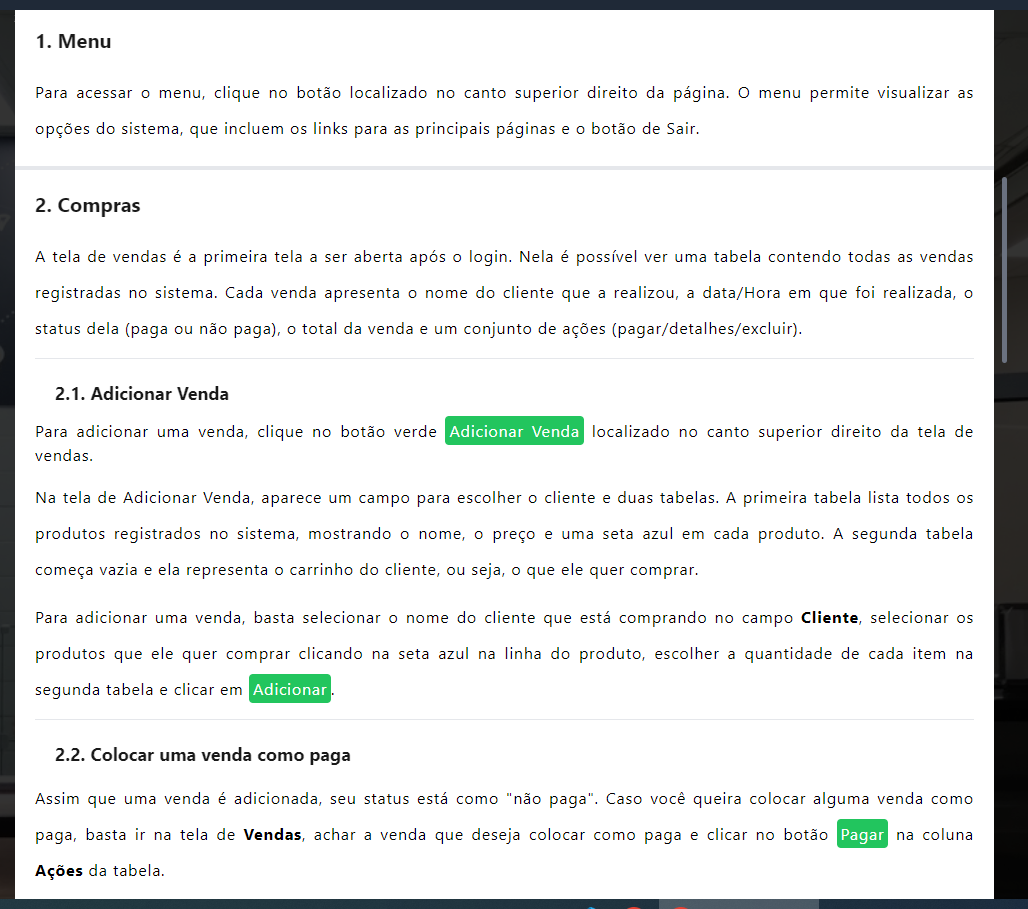 1. Menu
Para acessar o menu, clique no botão localizado no canto superior direito da página. O menu permite visualizar as
opções do sistema, que incluem os links para as principais páginas e o botão de Sair.
2. Compras
A tela de vendas é a primeira tela a ser aberta após o login. Nela é possível ver uma tabela contendo todas as vendas
registradas no sistema. Cada venda apresenta o nome do cliente que a realizou, a data/Hora em que foi realizada, o
status dela (paga ou não paga), o total da venda e um conjunto de ações (pagar/detalhes/excluir).
2.1. Adicionar Venda
Para adicionar uma venda, clique no botão verde Adicionar Venda localizado no canto superior direito da tela de
vendas.
Na tela de Adicionar Venda, aparece um campo para escolher o cliente e duas tabelas. A primeira tabela lista todos os
produtos registrados no sistema, mostrando o nome, o preço e uma seta azul em cada produto. A segunda tabela
começa vazia e ela representa o carrinho do cliente, ou seja, o que ele quer comprar.
Para adicionar uma venda, basta selecionar o nome do cliente que está comprando no campo Cliente, selecionar os
produtos que ele quer comprar clicando na seta azul na linha do produto, escolher a quantidade de cada item na
segunda tabela e clicar em Adicionar.
2.2. Colocar uma venda como paga
Assim que uma venda é adicionada, seu status está como "não paga". Caso você queira colocar alguma venda como
paga, basta ir na tela de Vendas, achar a venda que deseja colocar como paga e clicar no botão Pagar na coluna
Ações da tabela.